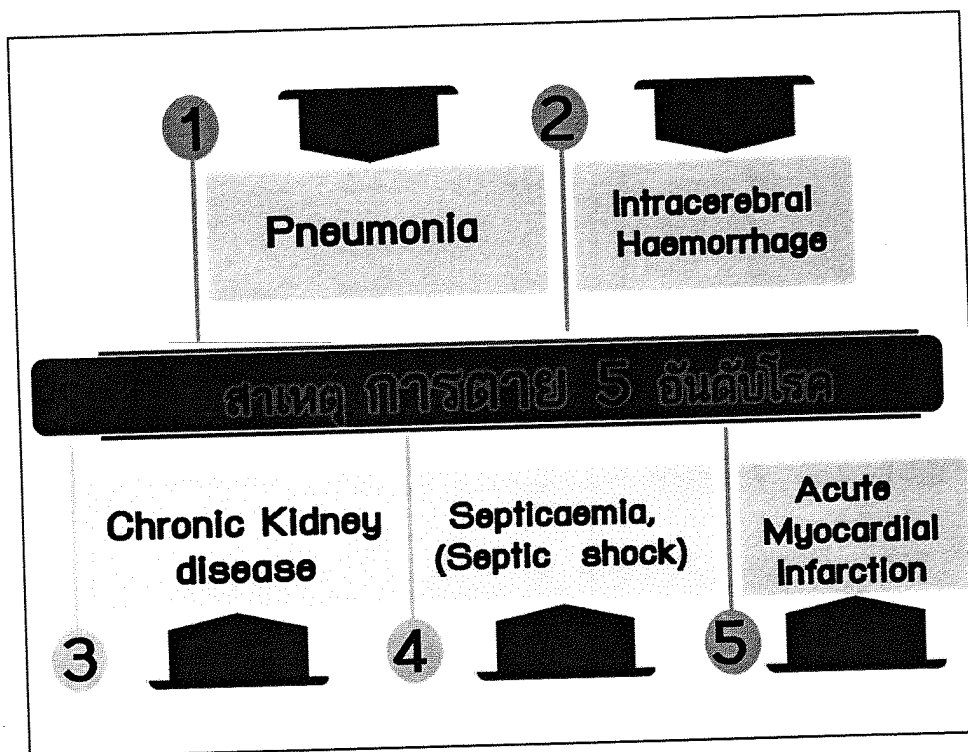 1
Pneumonia
2
Intracerebral
Haemorrhage
สาเหตุ การตาย 5 อันดับโรค
3
Chronic Kidney
disease
4
Septicaemia,
(Septic shock)
5
Acute
Myocardial
Infarction